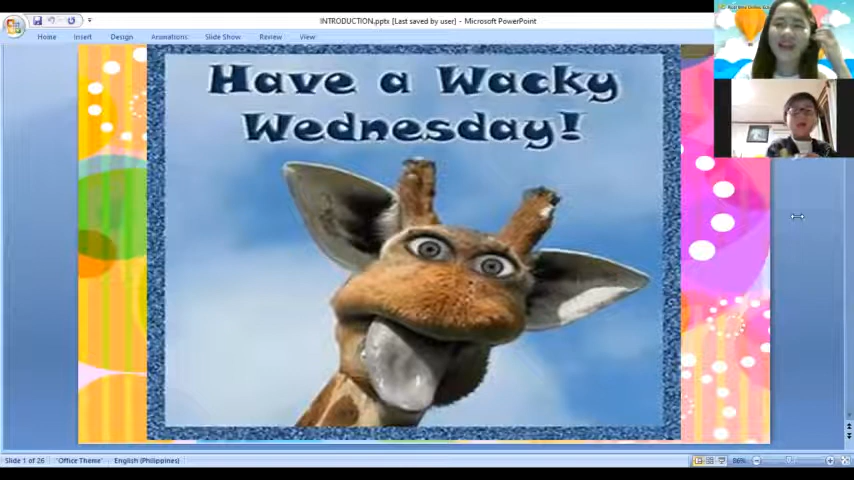 INTRODUCTION.pptx [Last saved by user] - Microsoft PowerPoint
Home Insert Design Animations Slide Show Review View
Have a Wacky
Wednesday!
Slide 1 of 26 "Office Theme" English (Philippines) 86%